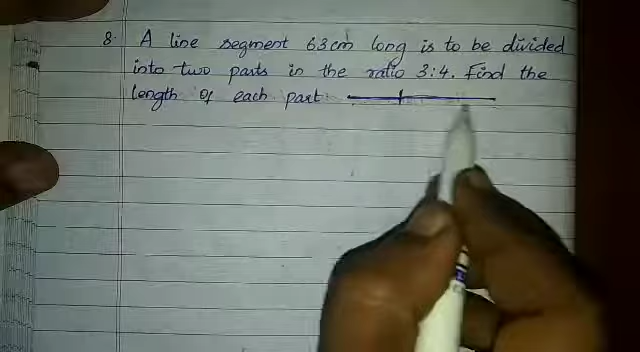 8. A line segment 63cm long is to be divided
into two parts in the ratio 3:4. Find the
length of each part